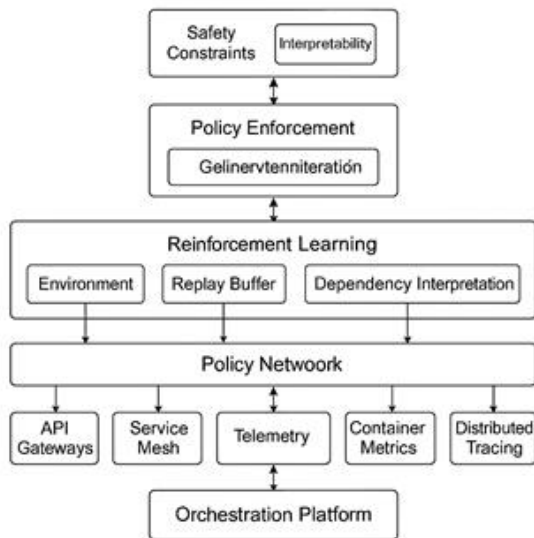 Safety
Constraints
Interpretability
Policy Enforcement
Gelinervtenniteratión
Reinforcement Learning
Environment
Replay Buffer
Dependency Interpretation
Policy Netwoork
API
Gateways
Service
Mesh
Telemetry
Container
Metrics
Distributed
Tracing
Orchestration Platform